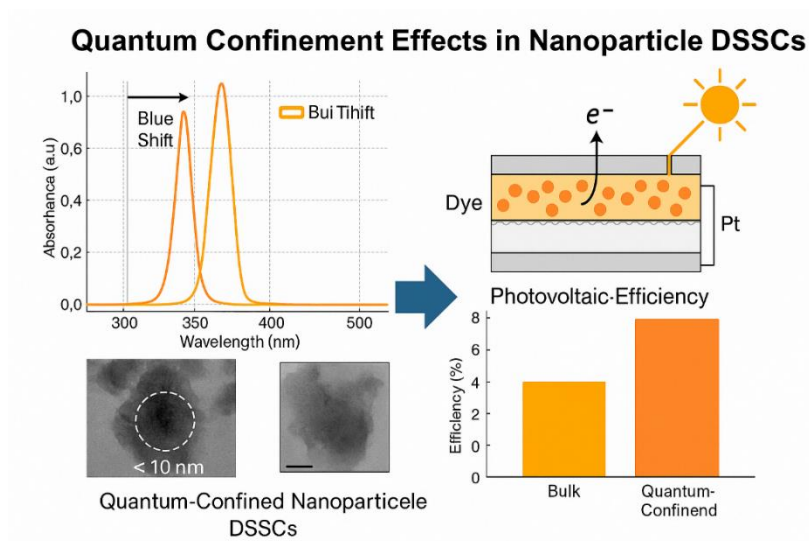 Quantum Confinement Effects in Nanoparticle DSSCs
Absorhanca (a.u)
1,0
0,6
0,4
0,2
0,0
Blue
Shift
Bui Tihift
300
350
400
500
Wavelength (nm)
e−
Dye
Pt
Photovoltaic·Efficiency
Efficiency (%)
8
6
4
2
0
0
Bulk
Quantum-
Confinend
< 10 nm
Quantum-Confined Nanoparticele
DSSCs